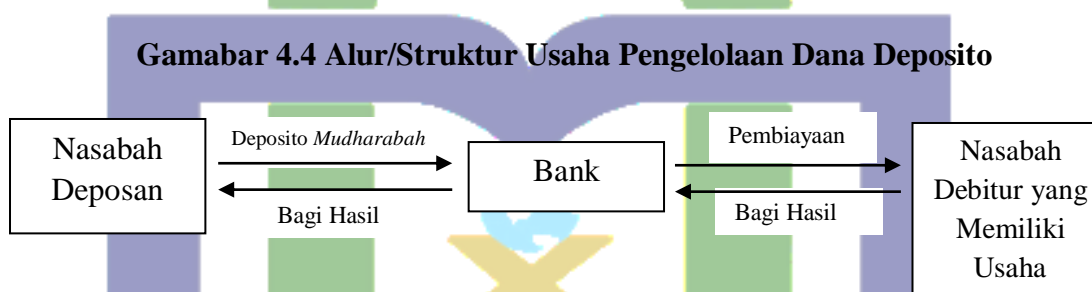 Gamabar 4.4 Alur/Struktur Usaha Pengelolaan Dana Deposito
Nasabah
Deposan
Deposito Mudharabah
Bagi Hasil
Bank
Pembiayaan
Bagi Hasil
Nasabah
Debitur yang
Memiliki
Usaha